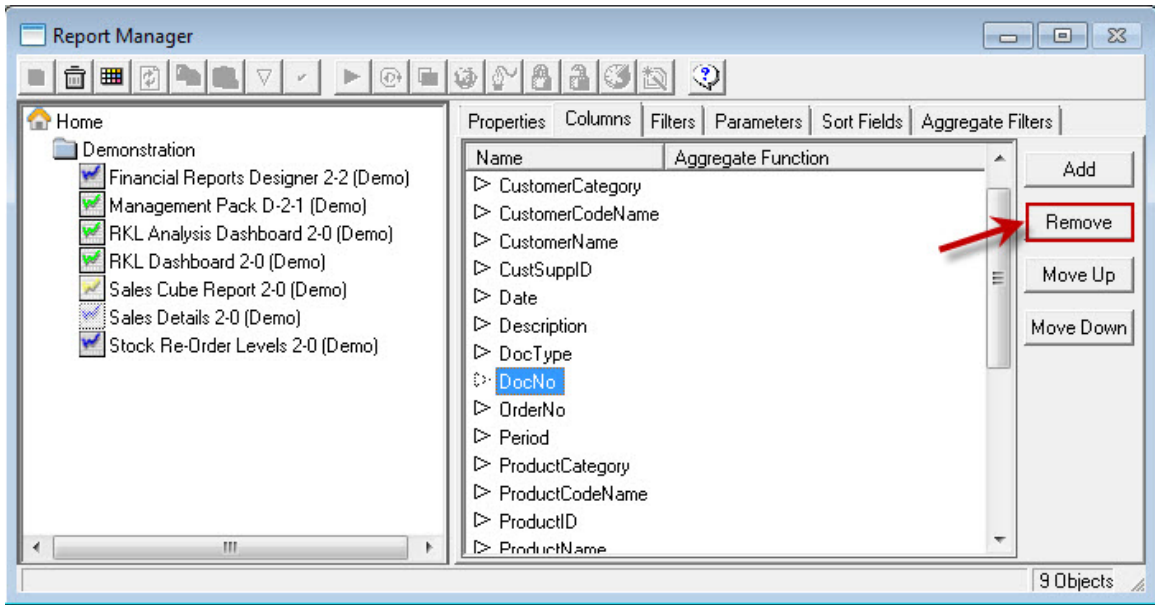 Report Manager
Home
Demonstration
Financial Reports Designer 2-2 (Demo)
Management Pack D-2-1 (Demo)
RKL Analysis Dashboard 2-0 (Demo)
RKL Dashboard 2-0 (Demo)
Sales Cube Report 2-0 (Demo)
Sales Details 2-0 (Demo)
Stock Re-Order Levels 2-0 (Demo)
Properties Columns Filters Parameters Sort Fields Aggregate Filters
Name Aggregate Function
CustomerCategory
CustomerCodeName
CustomerName
CustSuppID
Date
Description
DocType
DocNo
OrderNo
Period
ProductCategory
ProductCodeName
ProductID
ProductName
Add
Remove
Move Up
Move Down
9 Objects